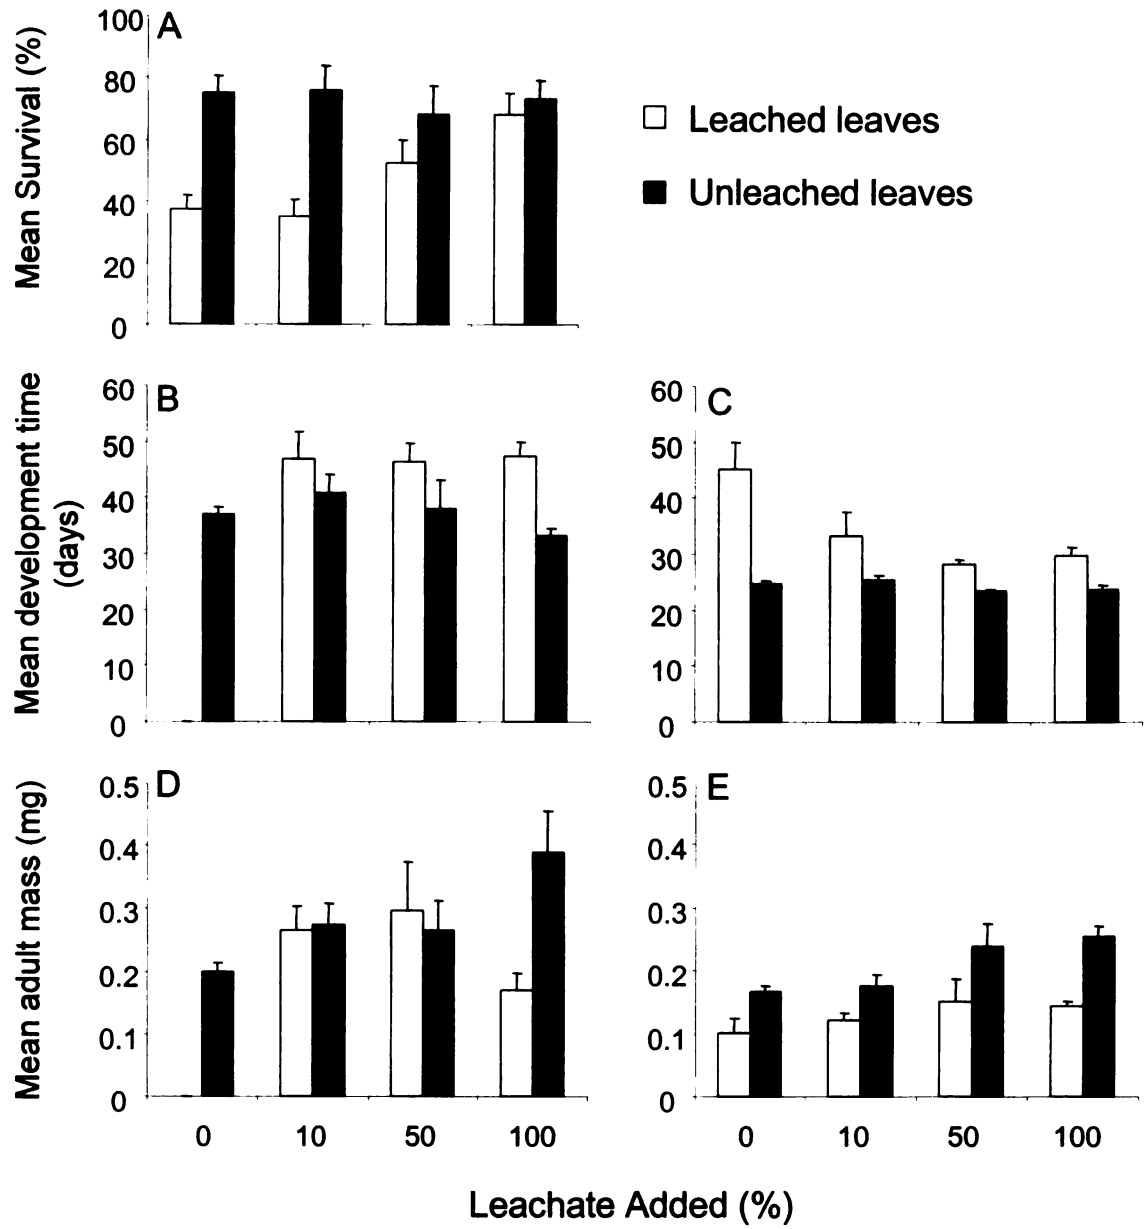 A
Mean Survival (%)
100
80
60
40
20
0
Leached leaves
Unleached leaves
B
Mean development time
(days)
60
50
40
30
20
10
0
C
60
50
40
30
20
10
0
D
Mean adult mass (mg)
0.5
0.4
0.3
0.2
0.1
0
0 10 50 100
E
0.5
0.4
0.3
0.2
0.1
0
0 10 50 100
Leachate Added (%)